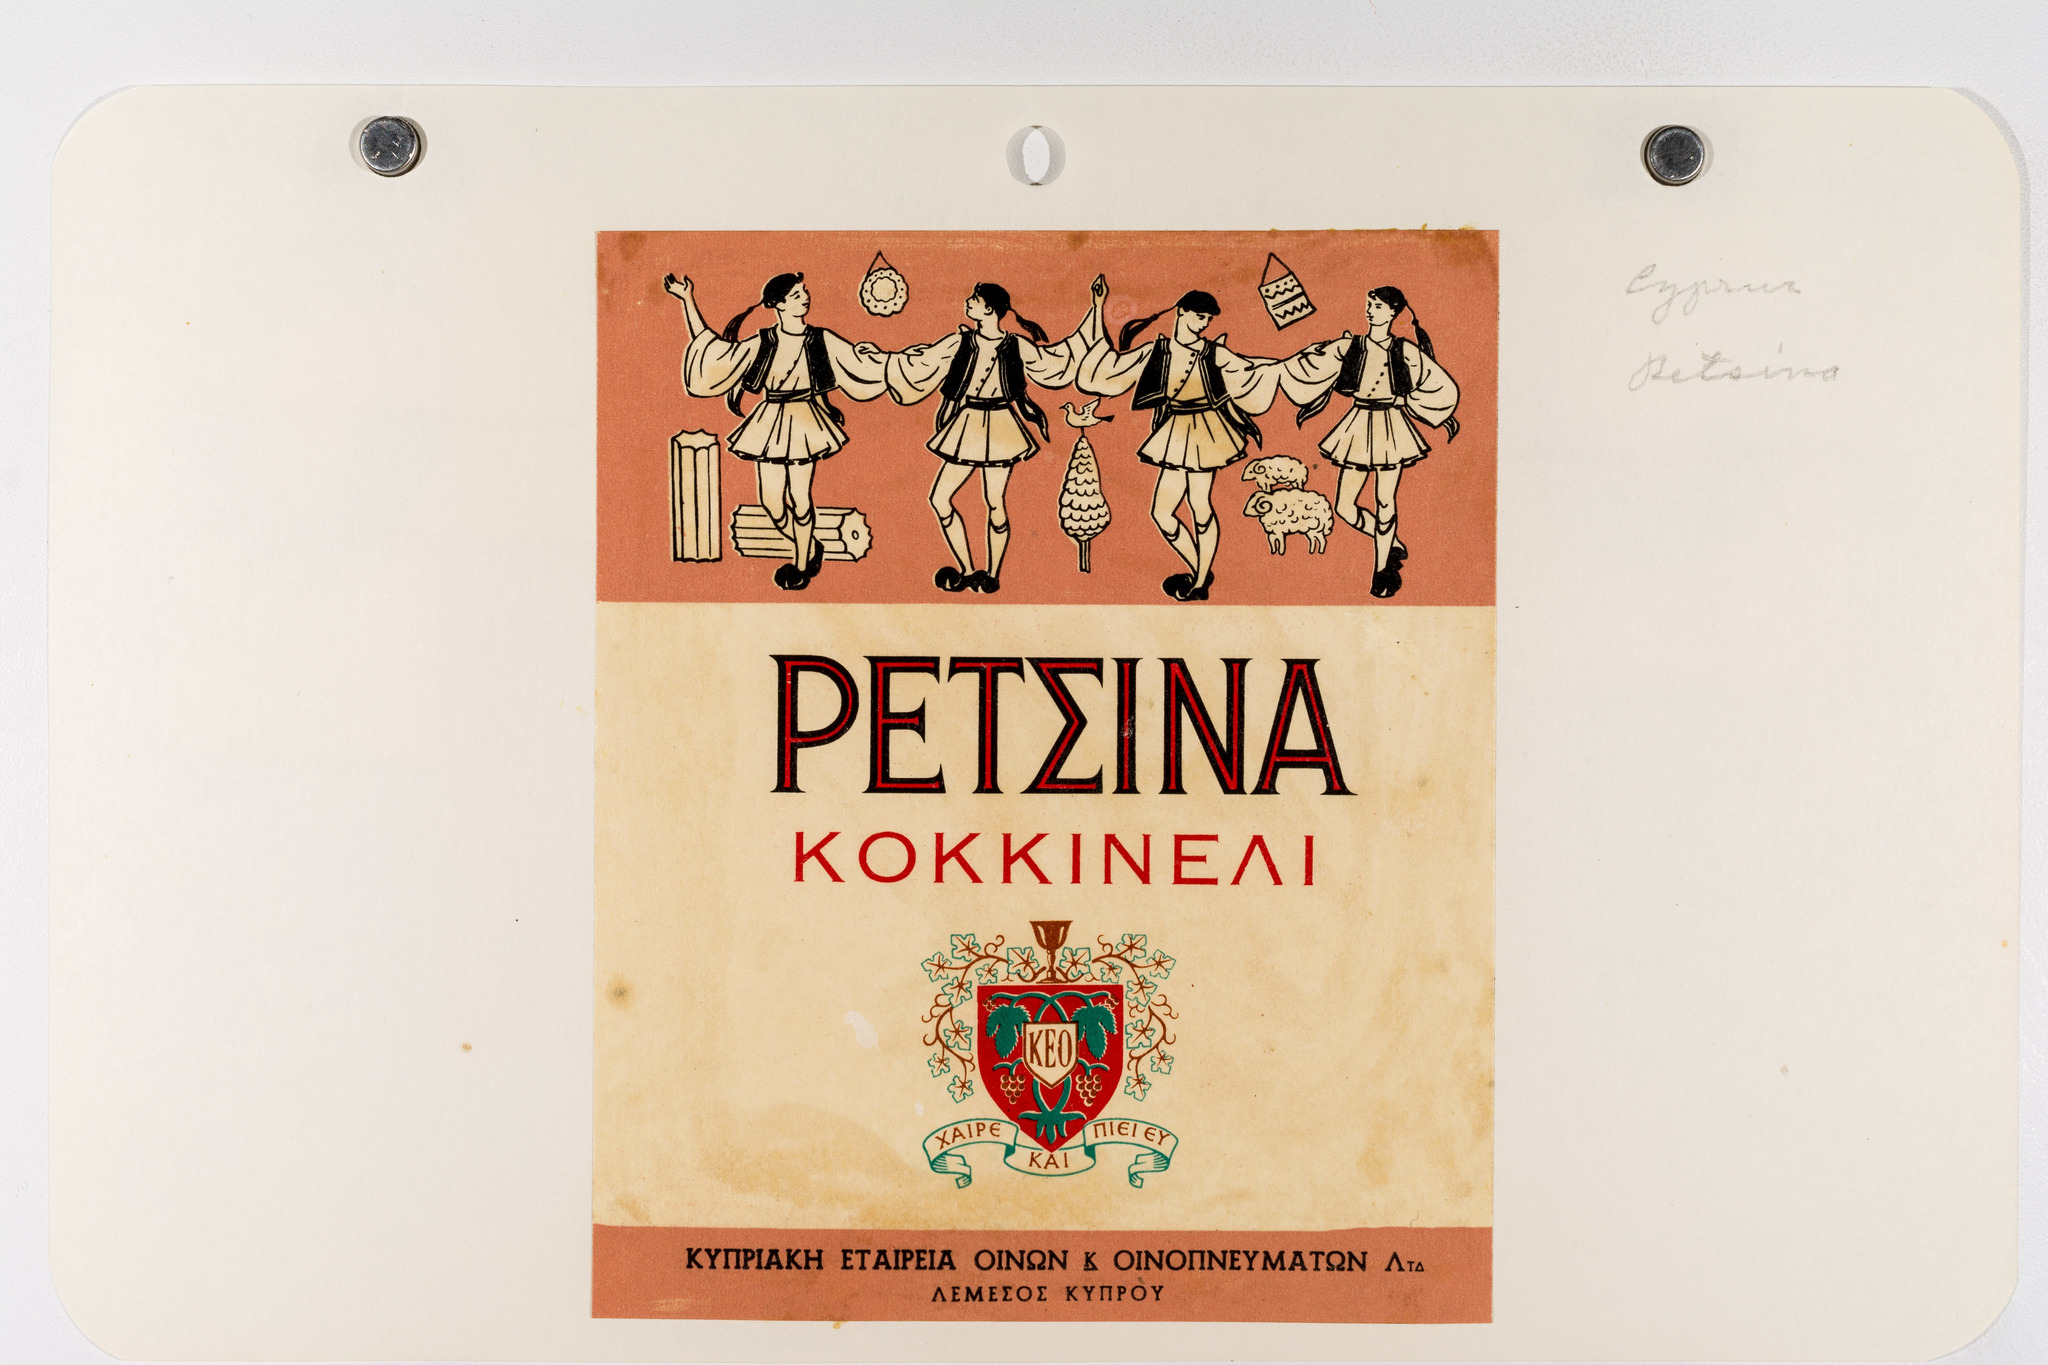 Cyprus
Retsina
ΡΕΤΣΙΝΑ
ΚΟΚΚΙΝΕΛΙ
ΚΕΟ
ΧΑΙΡΕ ΚΑΙ ΠΙΕΙ ΕΥ
ΚΥΠΡΙΑΚΗ ΕΤΑΙΡΕΙΑ ΟΙΝΩΝ & ΟΙΝΟΠΝΕΥΜΑΤΩΝ ΛΤΔ
ΛΕΜΕΣΟΣ ΚΥΠΡΟΥ